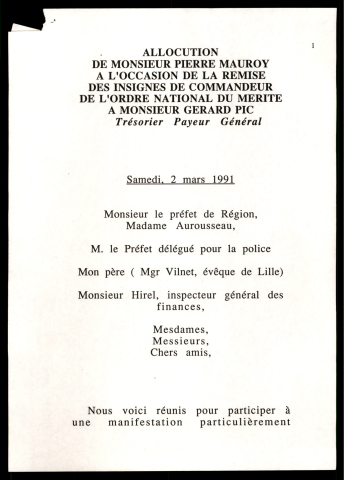 1
ALLOCUTION
DE MONSIEUR PIERRE MAUROY
A L'OCCASION DE LA REMISE
DES INSIGNES DE COMMANDEUR
DE L'ORDRE NATIONAL DU MERITE
A MONSIEUR GERARD PIC
Trésorier Payeur Général
Samedi, 2 mars 1991
Monsieur le préfet de Région,
Madame Aurousseau,
M. le Préfet délégué pour la police
Mon père ( Mgr Vilnet, évêque de Lille)
Monsieur Hirel, inspecteur général des
finances,
Mesdames,
Messieurs,
Chers amis,
Nous voici réunis pour participer à
une manifestation particulièrement